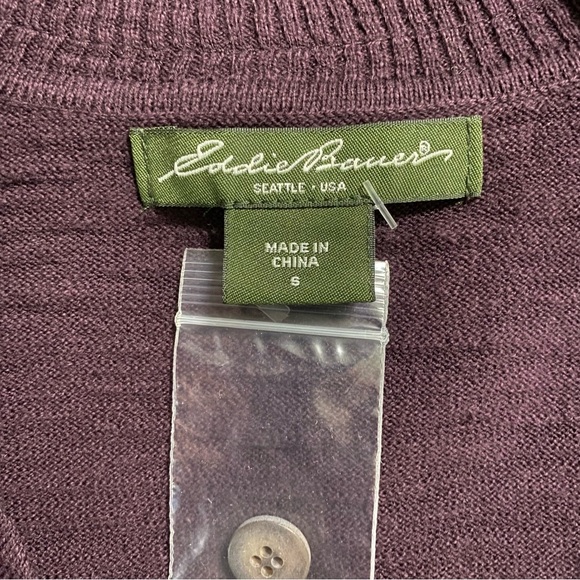 Eddie Bauer®
SEATTLE • USA
MADE IN
CHINA
S